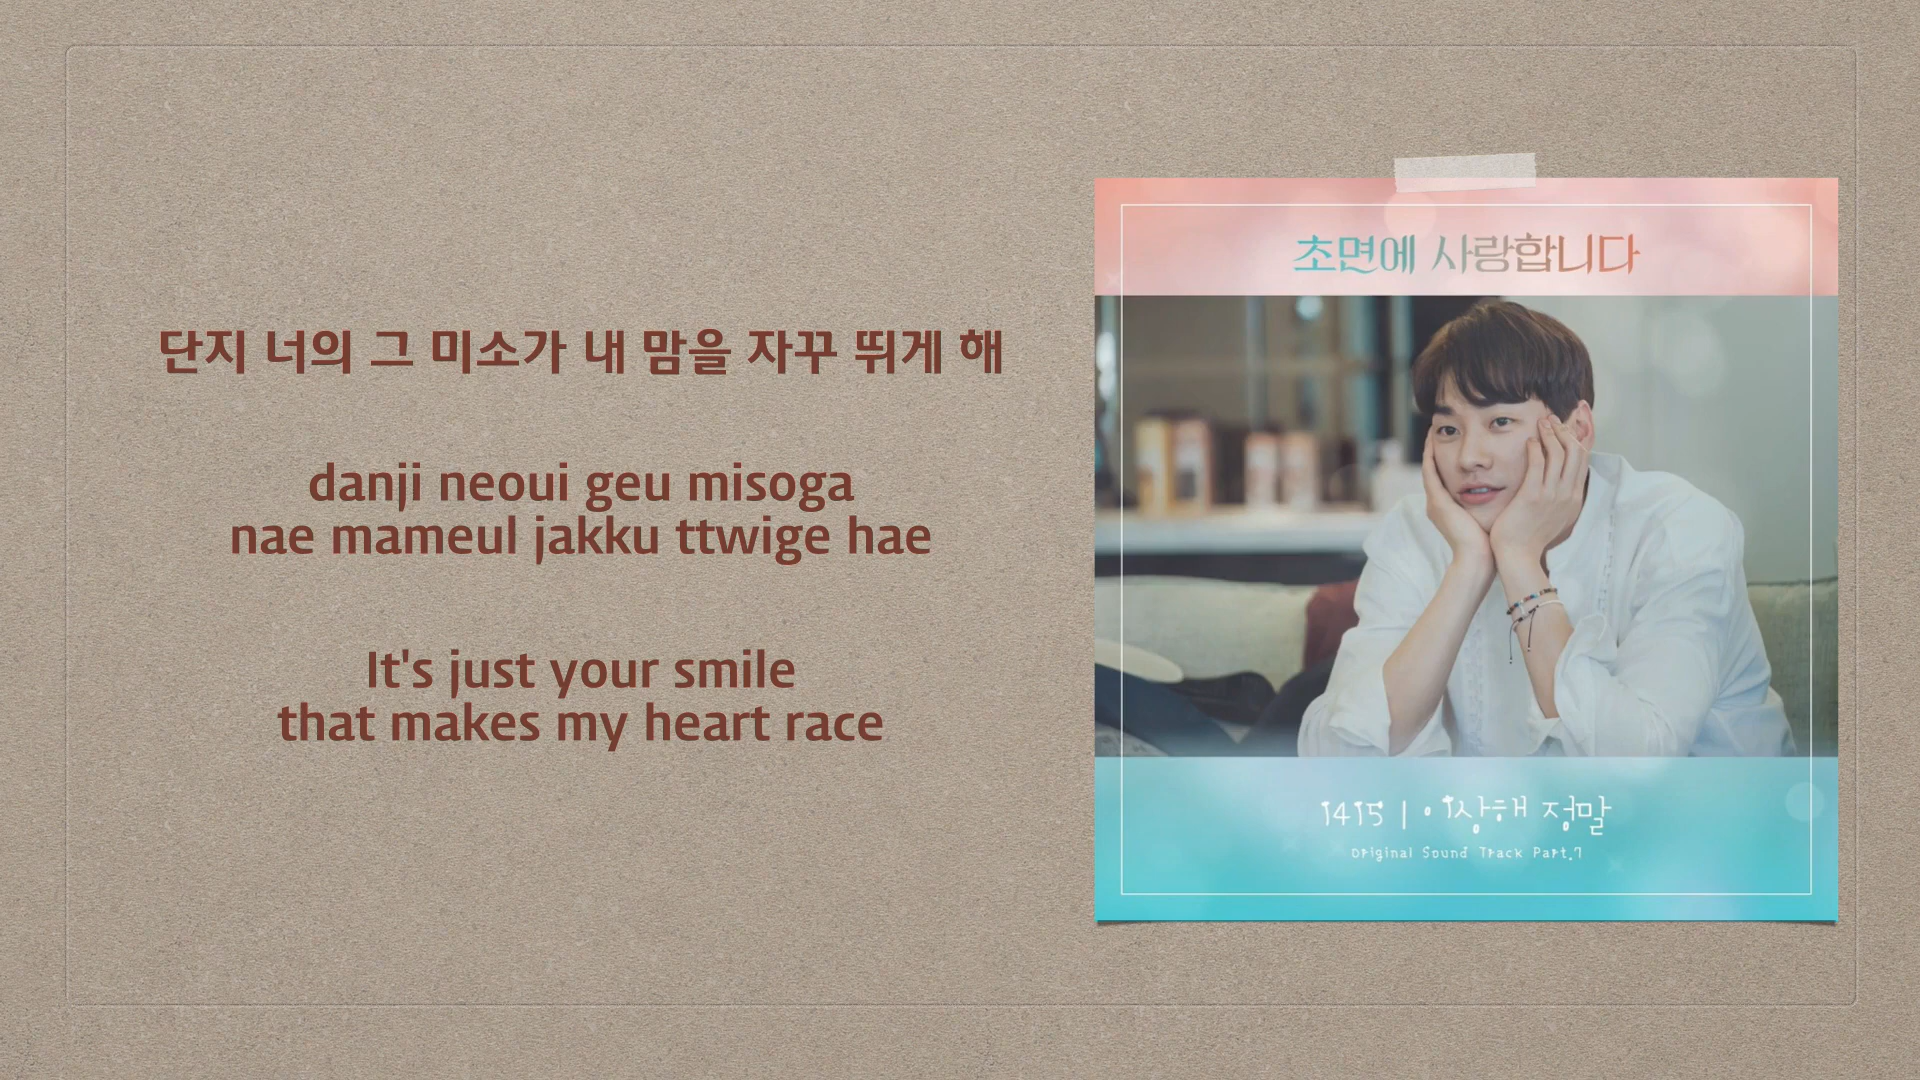 단지 너의 그 미소가 내 맘을 자꾸 뛰게 해
danji neoui geu misoga
nae mameul jakku ttwige hae
It's just your smile
that makes my heart race
초면에 사랑합니다
1415 | 이상해 정말
Original Sound Track Part.7